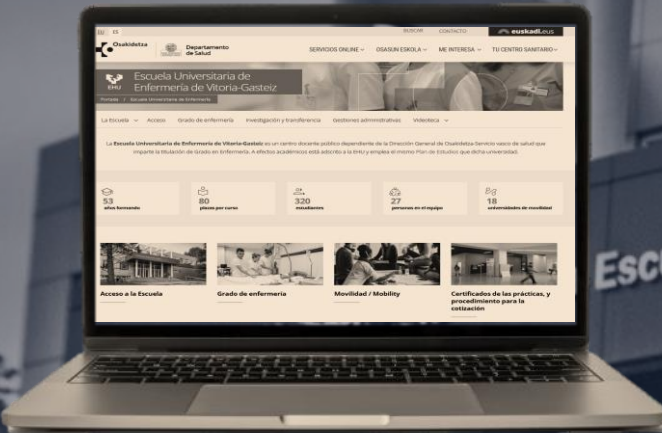 EU ES
BUSCAR CONTACTO euskadi.eus
Osakidetza Departamento de Salud SERVICIOS ONLINE OSASUN ESKOLA ME INTERESA TU CENTRO SANITARIO
EHU
Escuela Universitaria de
Enfermería de Vitoria-Gasteiz
Portada / Escuela Universitaria de Enfermería
La Escuela Acceso Grado de enfermería Investigación y transferencia Gestiones administrativas Videoteca
La Escuela Universitaria de Enfermería de Vitoria-Gasteiz es un centro docente público dependiente de la Dirección General de Osakidetza-Servicio vasco de salud que
imparte la titulación de Grado en Enfermería. A efectos académicos está adscrito a la EHU y emplea el mismo Plan de Estudios que dicha universidad.
53 80 320 27 18
años formando plazas por curso estudiantes personas en el equipo universidades de movilidad
Acceso a la Escuela Grado de enfermería Movilidad / Mobility Certificados de las prácticas, y
procedimiento para la
cotización
Escu